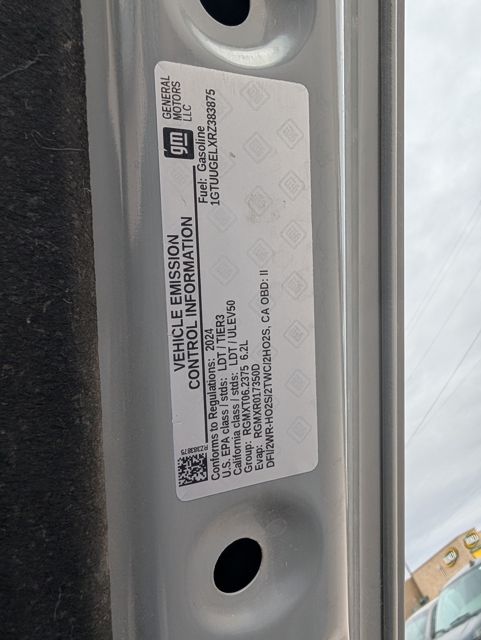 gm
GENERAL
MOTORS
LLC
VEHICLE EMISSION
CONTROL INFORMATION
Fuel: Gasoline
1GTUUGELXRZ383875
Conforms to Regulations: 2024
U.S. EPA class / stds: LDT / TIER3
California class / stds: LDT / ULEV50
Group: RGMXT06.2375 6.2L
Evap: RGMXR017350D
DFI/2WR-HO2S/2TWC/2HO2S, CA OBD: II
RZ383875